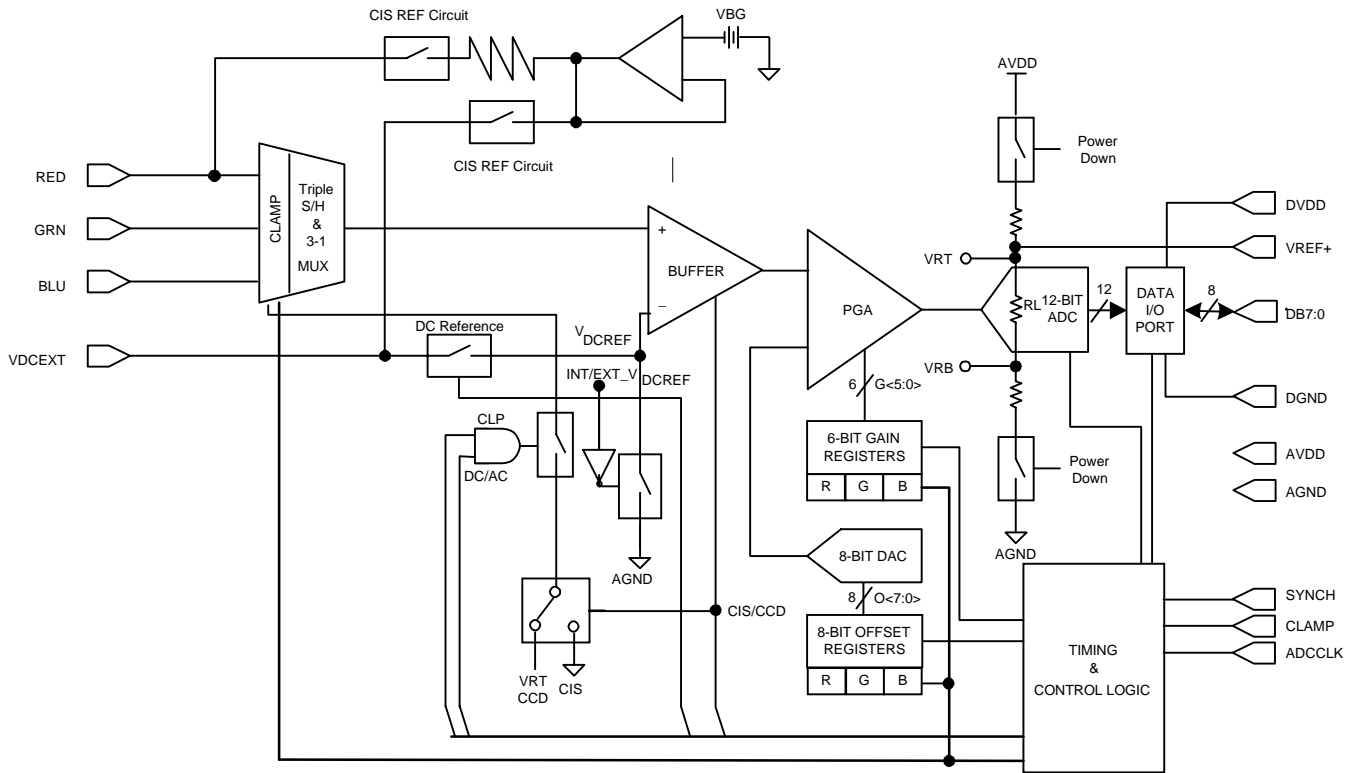 CIS REF Circuit
VBG
AVDD
CIS REF Circuit
Power
Down
RED
GRN
BLU
VDCEXT
CLAMP
Triple
S/H
&
3-1
MUX
+
BUFFER
–
PGA
VRT
VRB
RL
12-BIT
ADC
12
DATA
I/O
PORT
8
DVDD
VREF+
DB7:0
DGND
AVDD
AGND
DC Reference
VDCREF
INT/EXT_VDCREF
CLP
DC/AC
AGND
6
G<5:0>
6-BIT GAIN
REGISTERS
R G B
Power
Down
AGND
8-BIT DAC
8
O<7:0>
8-BIT OFFSET
REGISTERS
R G B
CIS/CCD
VRT
CCD
CIS
TIMING
&
CONTROL LOGIC
SYNCH
CLAMP
ADCCLK